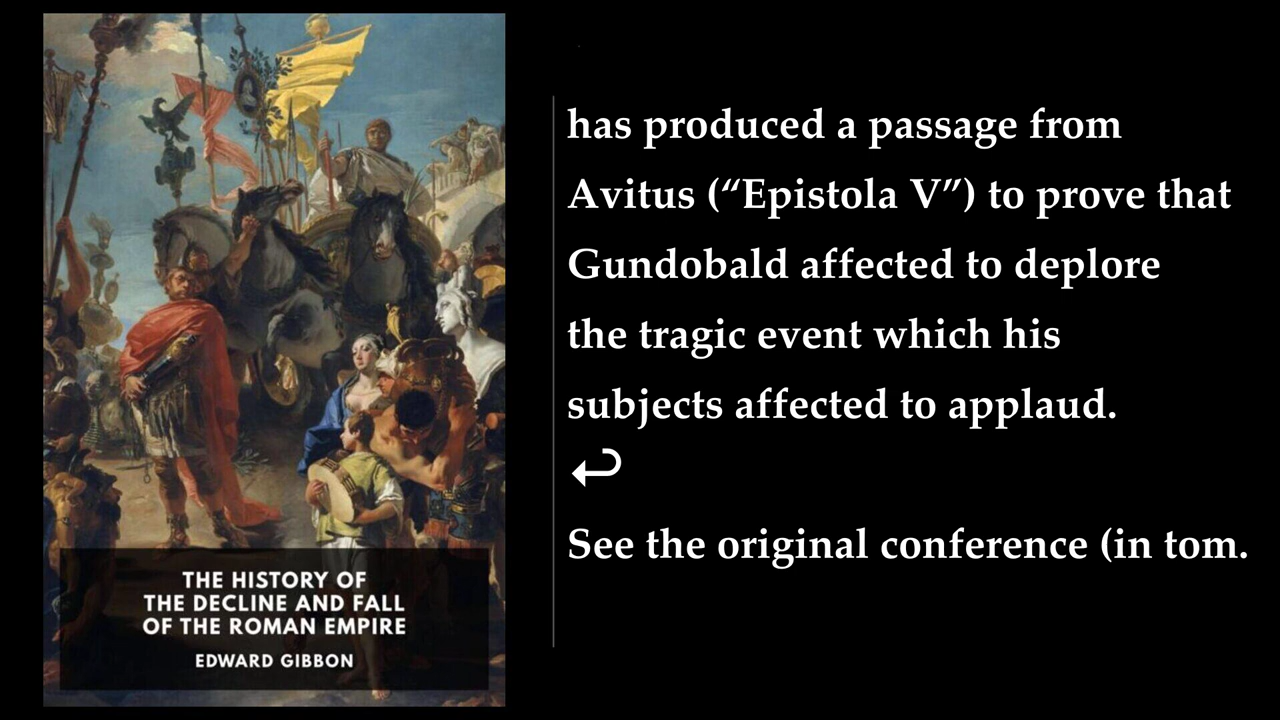 THE HISTORY OF
THE DECLINE AND FALL
OF THE ROMAN EMPIRE
EDWARD GIBBON
has produced a passage from
Avitus (“Epistola V”) to prove that
Gundobald affected to deplore
the tragic event which his
subjects affected to applaud.
↩
See the original conference (in tom.